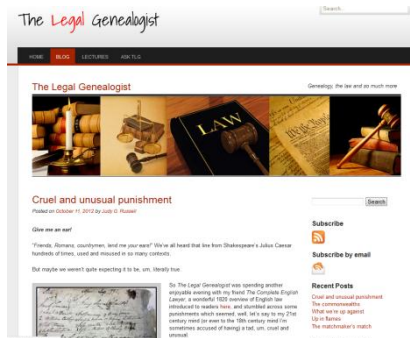 The Legal Genealogist
Search...
HOME BLOG LECTURES ASK TLG
The Legal Genealogist
Genealogy, the law and so much more
LAW
We the People
Cruel and unusual punishment
Posted on October 11, 2012 by Judy G. Russell
Search
Give me an ear!
Subscribe
"Friends, Romans, countrymen, lend me your ears!" We've all heard that line from Shakespeare's Julius Caesar
hundreds of times, used and misused in so many contexts.
Subscribe by email
But maybe we weren't quite expecting it to be, um, literally true.
So The Legal Genealogist was spending another
enjoyable evening with my friend The Complete English
Lawyer, a wonderful 1820 overview of English law
introduced to readers here, and stumbled across some
punishments which seemed, well, let's say to my 21st
century mind (or even to the 18th century mind I'm
sometimes accused of having) a tad, um, cruel and
unusual.
Recent Posts
Cruel and unusual punishment
The commonwealths
What we're up against
Up in flames
The matchmaker's match